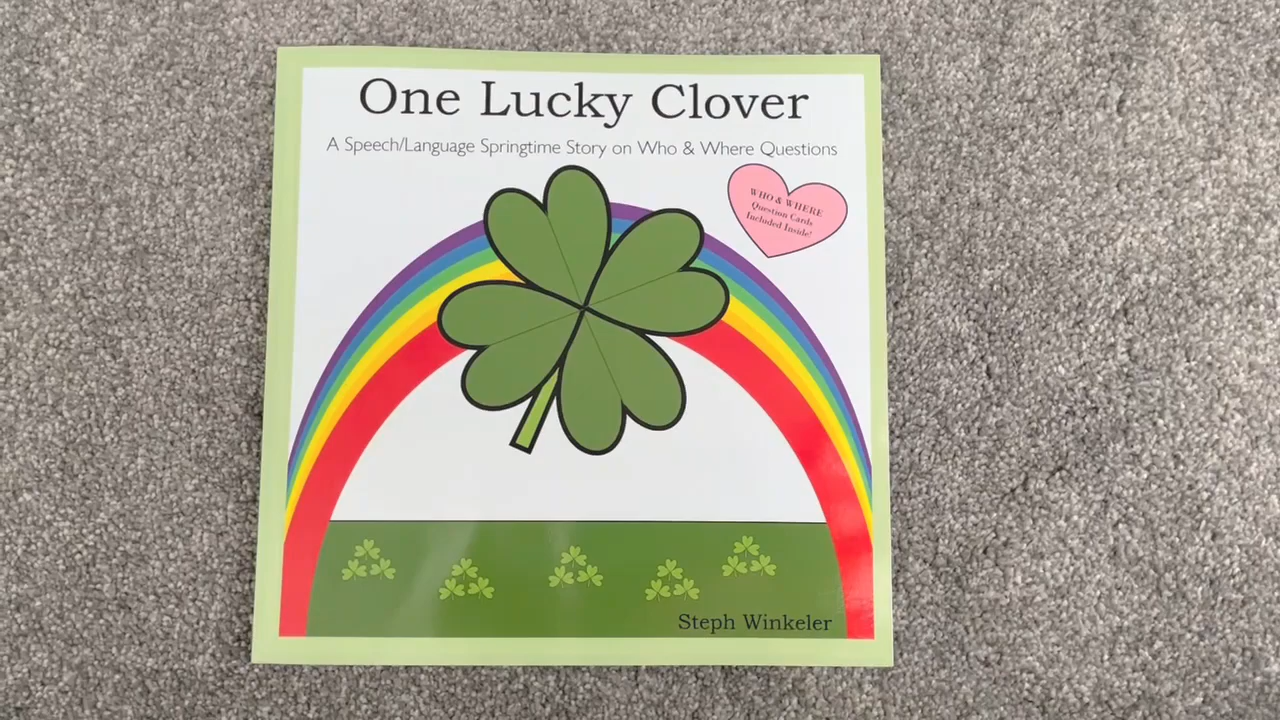 One Lucky Clover
A Speech/Language Springtime Story on Who & Where Questions
WHO & WHERE
Question Cards
Included Inside!
Steph Winkeler